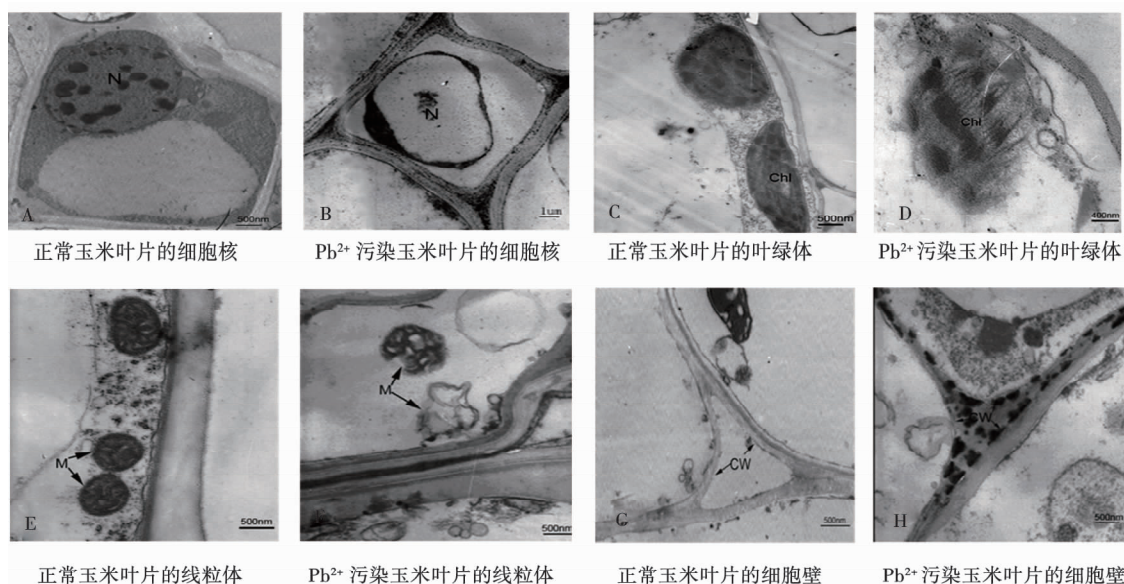 N
A
500nm
N
B
1um
Chl
C
500nm
Chl
D
400nm
正常玉米叶片的细胞核
Pb²⁺ 污染玉米叶片的细胞核
正常玉米叶片的叶绿体
Pb²⁺ 污染玉米叶片的叶绿体
M
E
500nm
M
500nm
CW
G
500nm
CW
H
500nm
正常玉米叶片的线粒体
Pb²⁺ 污染玉米叶片的线粒体
正常玉米叶片的细胞壁
Pb²⁺ 污染玉米叶片的细胞壁